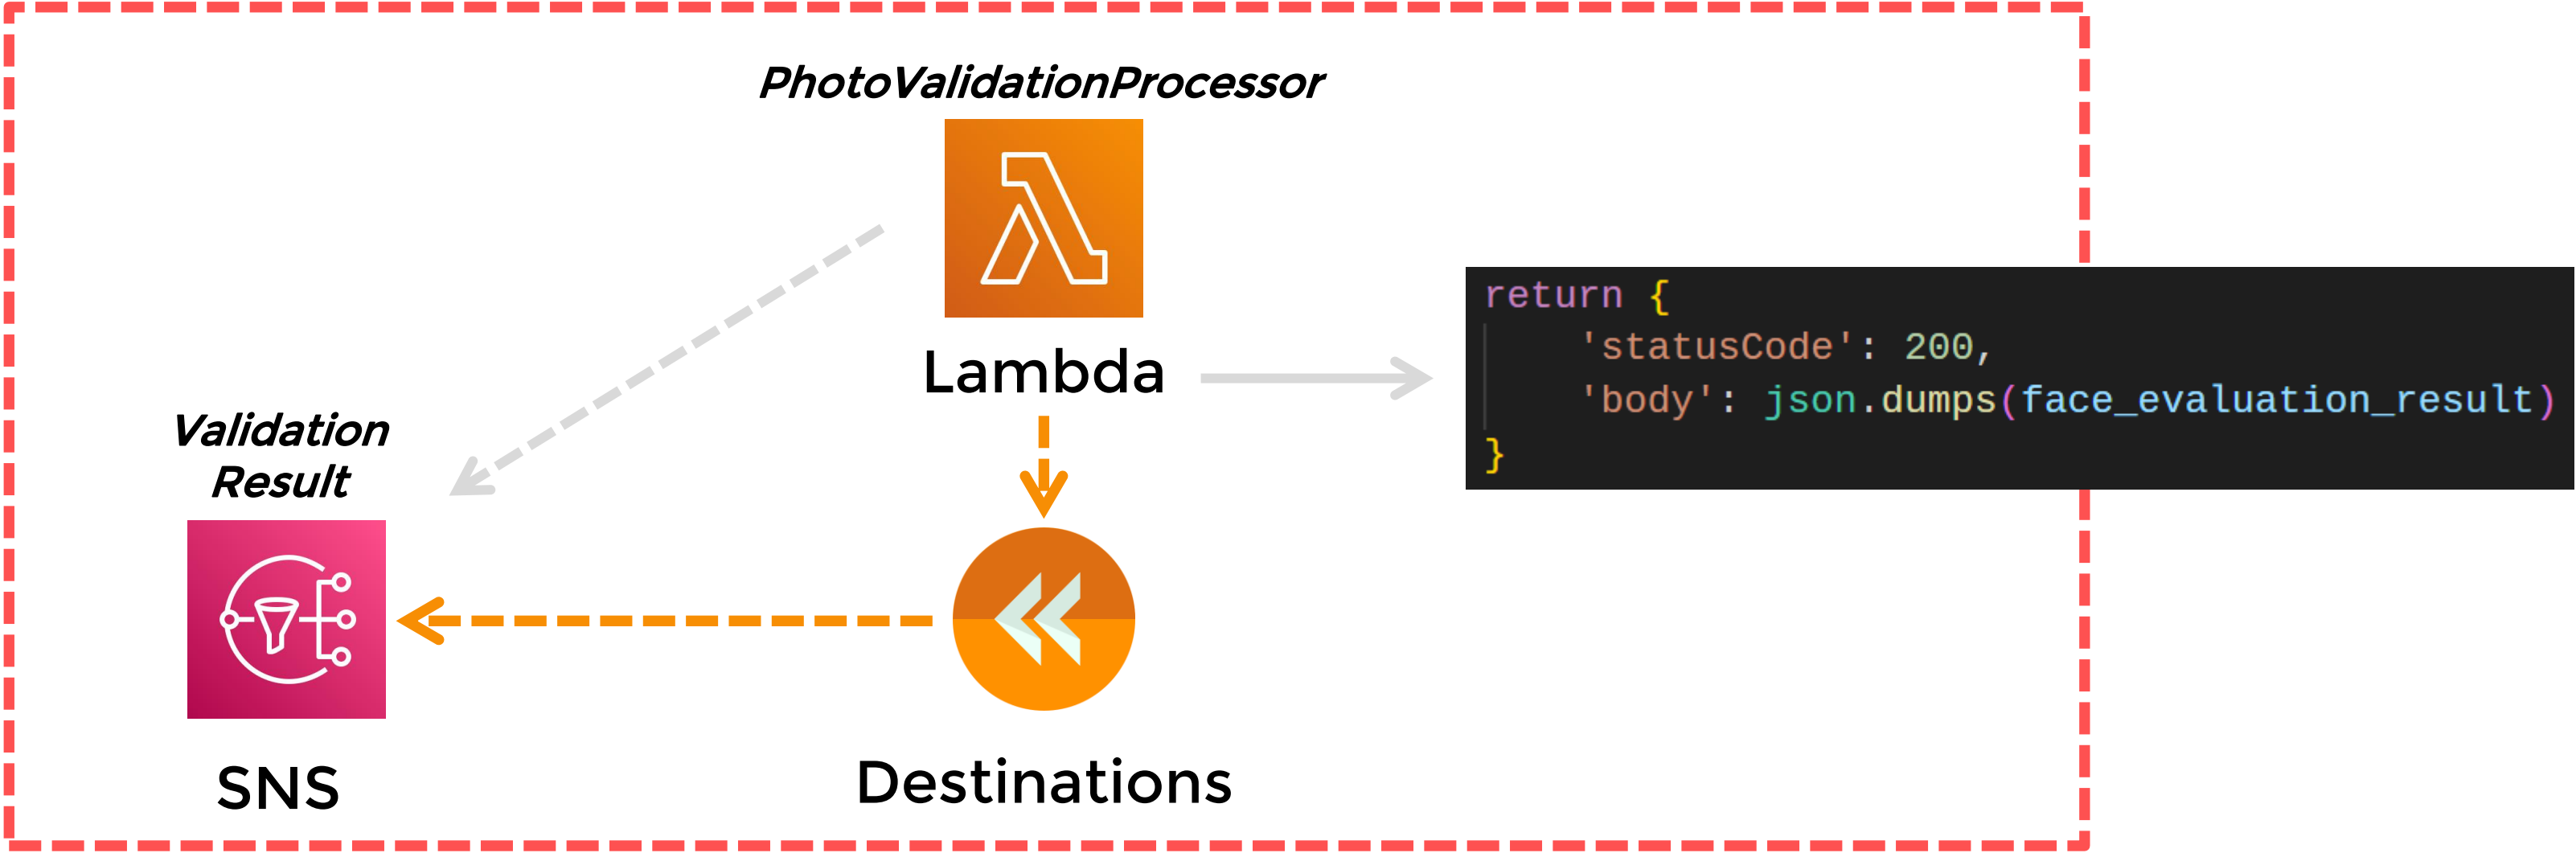 PhotoValidationProcessor
Lambda
return {
    'statusCode': 200,
    'body': json.dumps(face_evaluation_result)
}
Validation
Result
SNS
Destinations